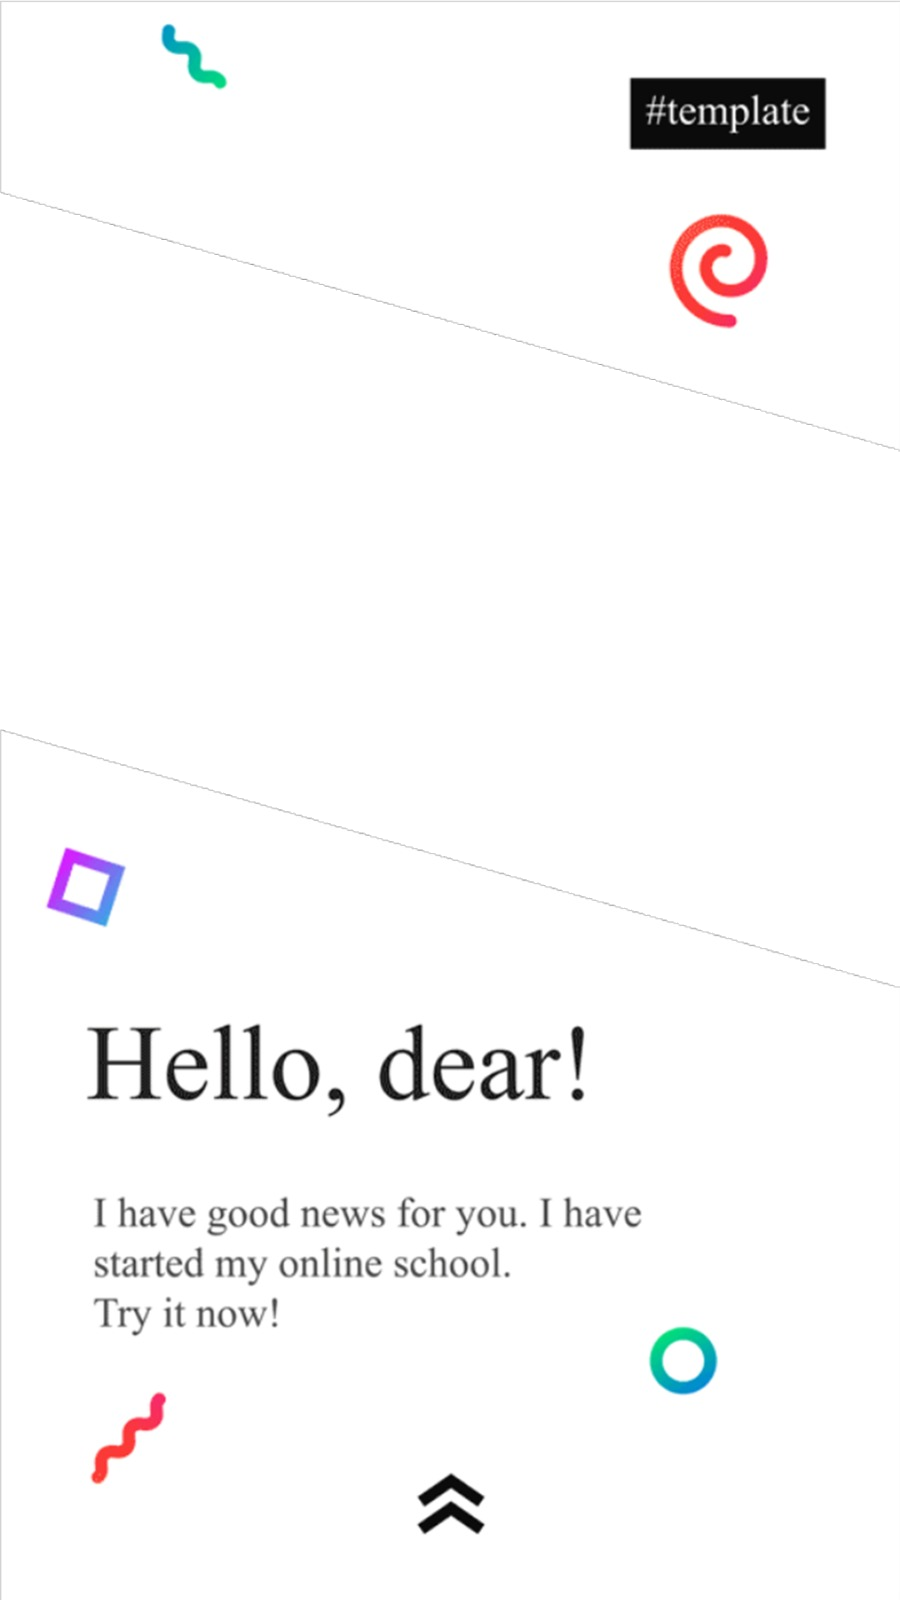 #template
Hello, dear!
I have good news for you. I have
started my online school.
Try it now!